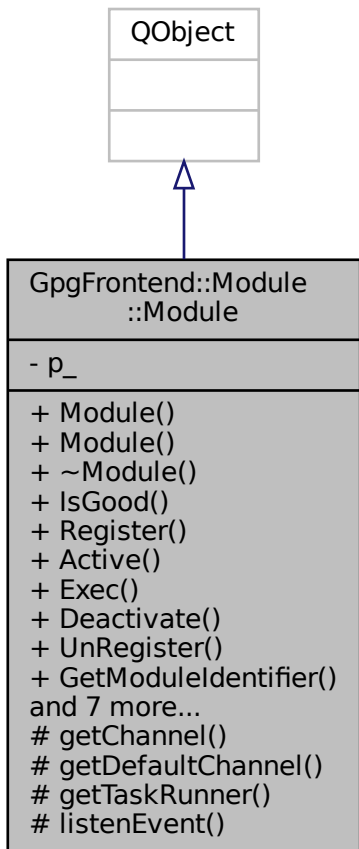 QObject
GpgFrontend::Module
::Module
- p_
+ Module()
+ Module()
+ ~Module()
+ IsGood()
+ Register()
+ Active()
+ Exec()
+ Deactivate()
+ UnRegister()
+ GetModuleIdentifier()
and 7 more...
# getChannel()
# getDefaultChannel()
# getTaskRunner()
# listenEvent()